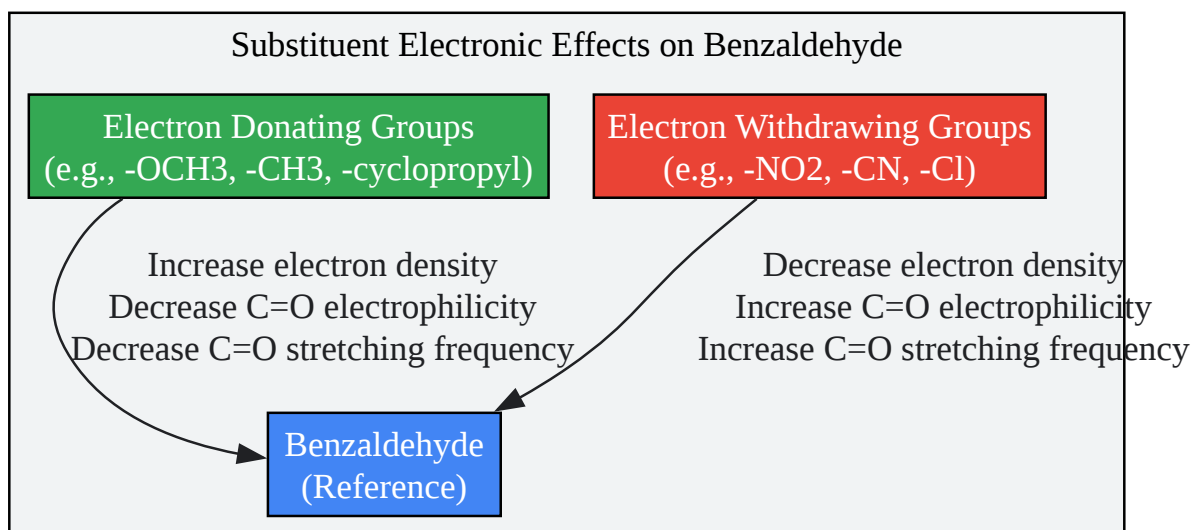 Substituent Electronic Effects on Benzaldehyde
Electron Donating Groups
(e.g., -OCH3, -CH3, -cyclopropyl)
Electron Withdrawing Groups
(e.g., -NO2, -CN, -Cl)
Increase electron density
Decrease C=O electrophilicity
Decrease C=O stretching frequency
Decrease electron density
Increase C=O electrophilicity
Increase C=O stretching frequency
Benzaldehyde
(Reference)